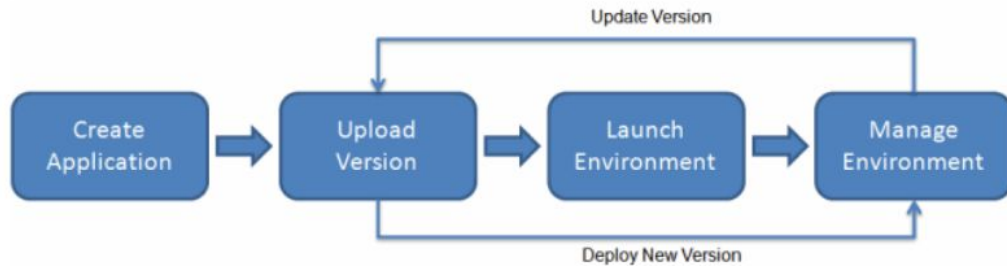 Update Version
Create
Application
Upload
Version
Launch
Environment
Manage
Environment
Deploy New Version